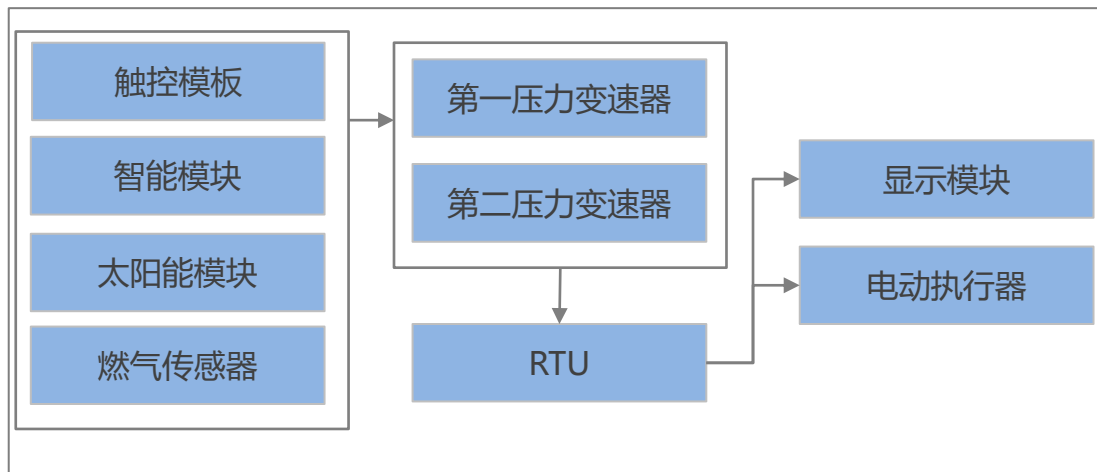 触控模板
智能模块
太阳能模块
燃气传感器
第一压力变速器
第二压力变速器
RTU
显示模块
电动执行器